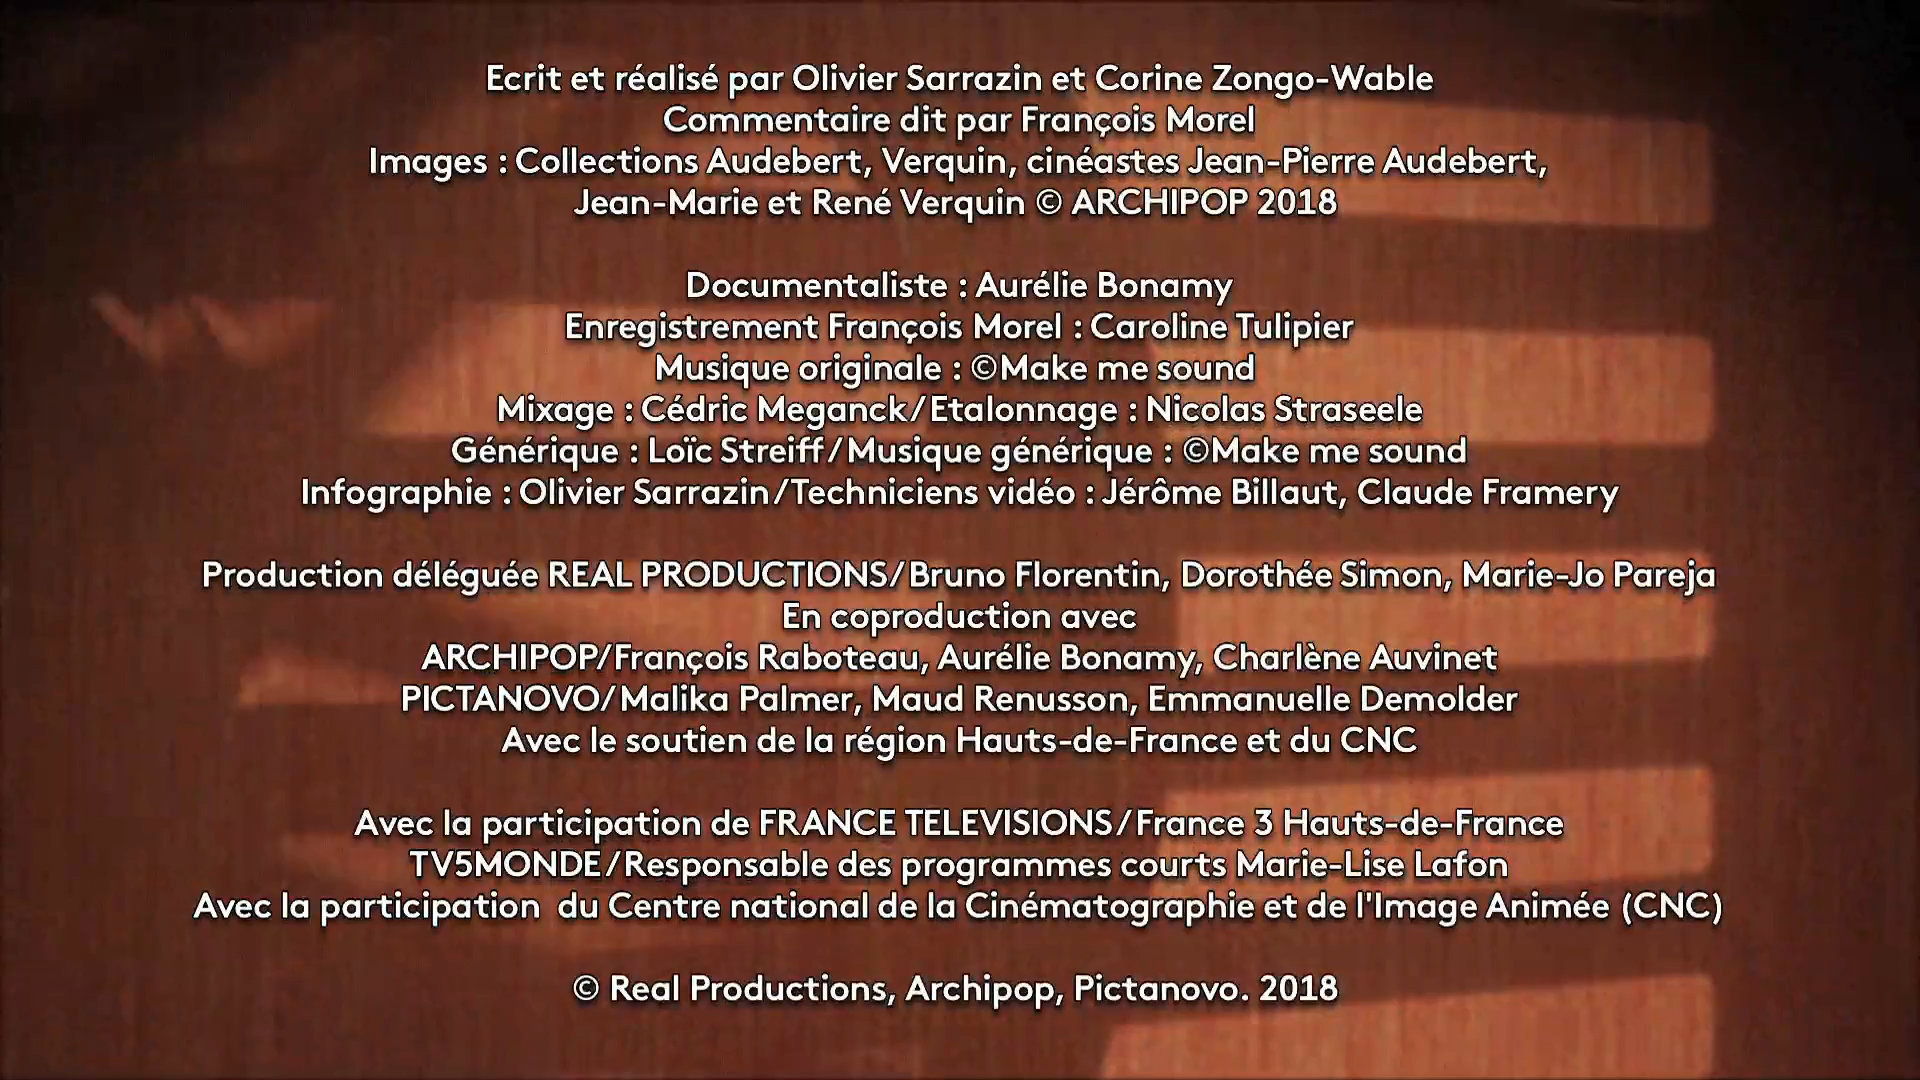 Ecrit et réalisé par Olivier Sarrazin et Corine Zongo-Wable
Commentaire dit par François Morel
Images : Collections Audebert, Verquin, cinéastes Jean-Pierre Audebert,
Jean-Marie et René Verquin © ARCHIPOP 2018
Documentaliste : Aurélie Bonamy
Enregistrement François Morel : Caroline Tulipier
Musique originale : ©Make me sound
Mixage : Cédric Meganck/Etalonnage : Nicolas Straseele
Générique : Loïc Streiff/Musique générique : ©Make me sound
Infographie : Olivier Sarrazin/Techniciens vidéo : Jérôme Billaut, Claude Framery
Production déléguée REAL PRODUCTIONS/Bruno Florentin, Dorothée Simon, Marie-Jo Pareja
En coproduction avec
ARCHIPOP/François Raboteau, Aurélie Bonamy, Charlène Auvinet
PICTANOVO/Malika Palmer, Maud Renusson, Emmanuelle Demolder
Avec le soutien de la région Hauts-de-France et du CNC
Avec la participation de FRANCE TELEVISIONS/France 3 Hauts-de-France
TV5MONDE/Responsable des programmes courts Marie-Lise Lafon
Avec la participation  du Centre national de la Cinématographie et de l'Image Animée (CNC)
© Real Productions, Archipop, Pictanovo. 2018